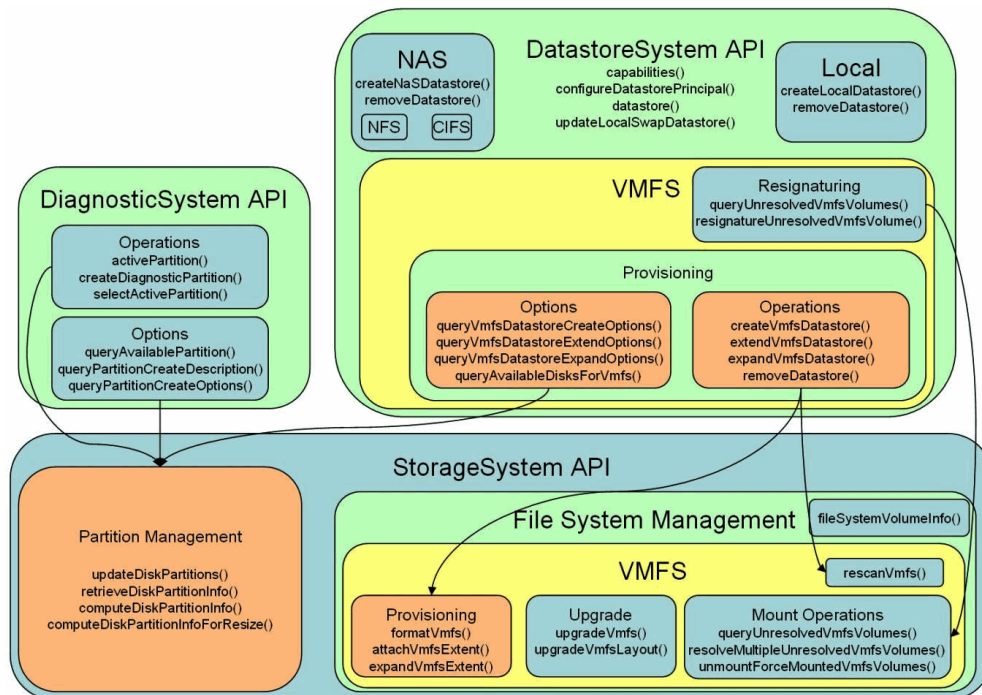 NAS
createNaSDatastore()
removeDatastore()
NFS
CIFS
DatastoreSystem API
capabilities()
configureDatastorePrincipal()
datastore()
updateLocalSwapDatastore()
Local
createLocalDatastore()
removeDatastore()
VMFS
Resignaturing
queryUnresolvedVmfsVolumes()
resignatureUnresolvedVmfsVolume()
Provisioning
Options
queryVmfsDatastoreCreateOptions()
queryVmfsDatastoreExtendOptions()
queryVmfsDatastoreExpandOptions()
queryAvailableDisksForVmfs()
Operations
createVmfsDatastore()
extendVmfsDatastore()
expandVmfsDatastore()
removeDatastore()
DiagnosticSystem API
Operations
activePartition()
createDiagnosticPartition()
selectActivePartition()
Options
queryAvailablePartition()
queryPartitionCreateDescription()
queryPartitionCreateOptions()
StorageSystem API
Partition Management
updateDiskPartitions()
retrieveDiskPartitionInfo()
computeDiskPartitionInfo()
computeDiskPartitionInfoForResize()
File System Management
fileSystemVolumeInfo()
VMFS
rescanVmfs()
Provisioning
formatVmfs()
attachVmfsExtent()
expandVmfsExtent()
Upgrade
upgradeVmfs()
upgradeVmfsLayout()
Mount Operations
queryUnresolvedVmfsVolumes()
resolveMultipleUnresolvedVmfsVolumes()
unmountForceMountedVmfsVolumes()